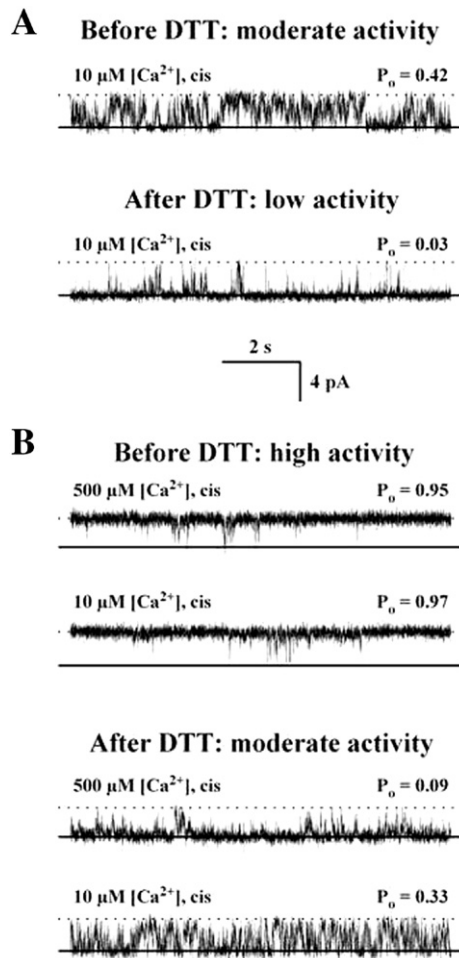 A
Before DTT: moderate activity
10 µM [Ca²⁺], cis Pₒ = 0.42
After DTT: low activity
10 µM [Ca²⁺], cis Pₒ = 0.03
2 s
4 pA
B
Before DTT: high activity
500 µM [Ca²⁺], cis Pₒ = 0.95
10 µM [Ca²⁺], cis Pₒ = 0.97
After DTT: moderate activity
500 µM [Ca²⁺], cis Pₒ = 0.09
10 µM [Ca²⁺], cis Pₒ = 0.33